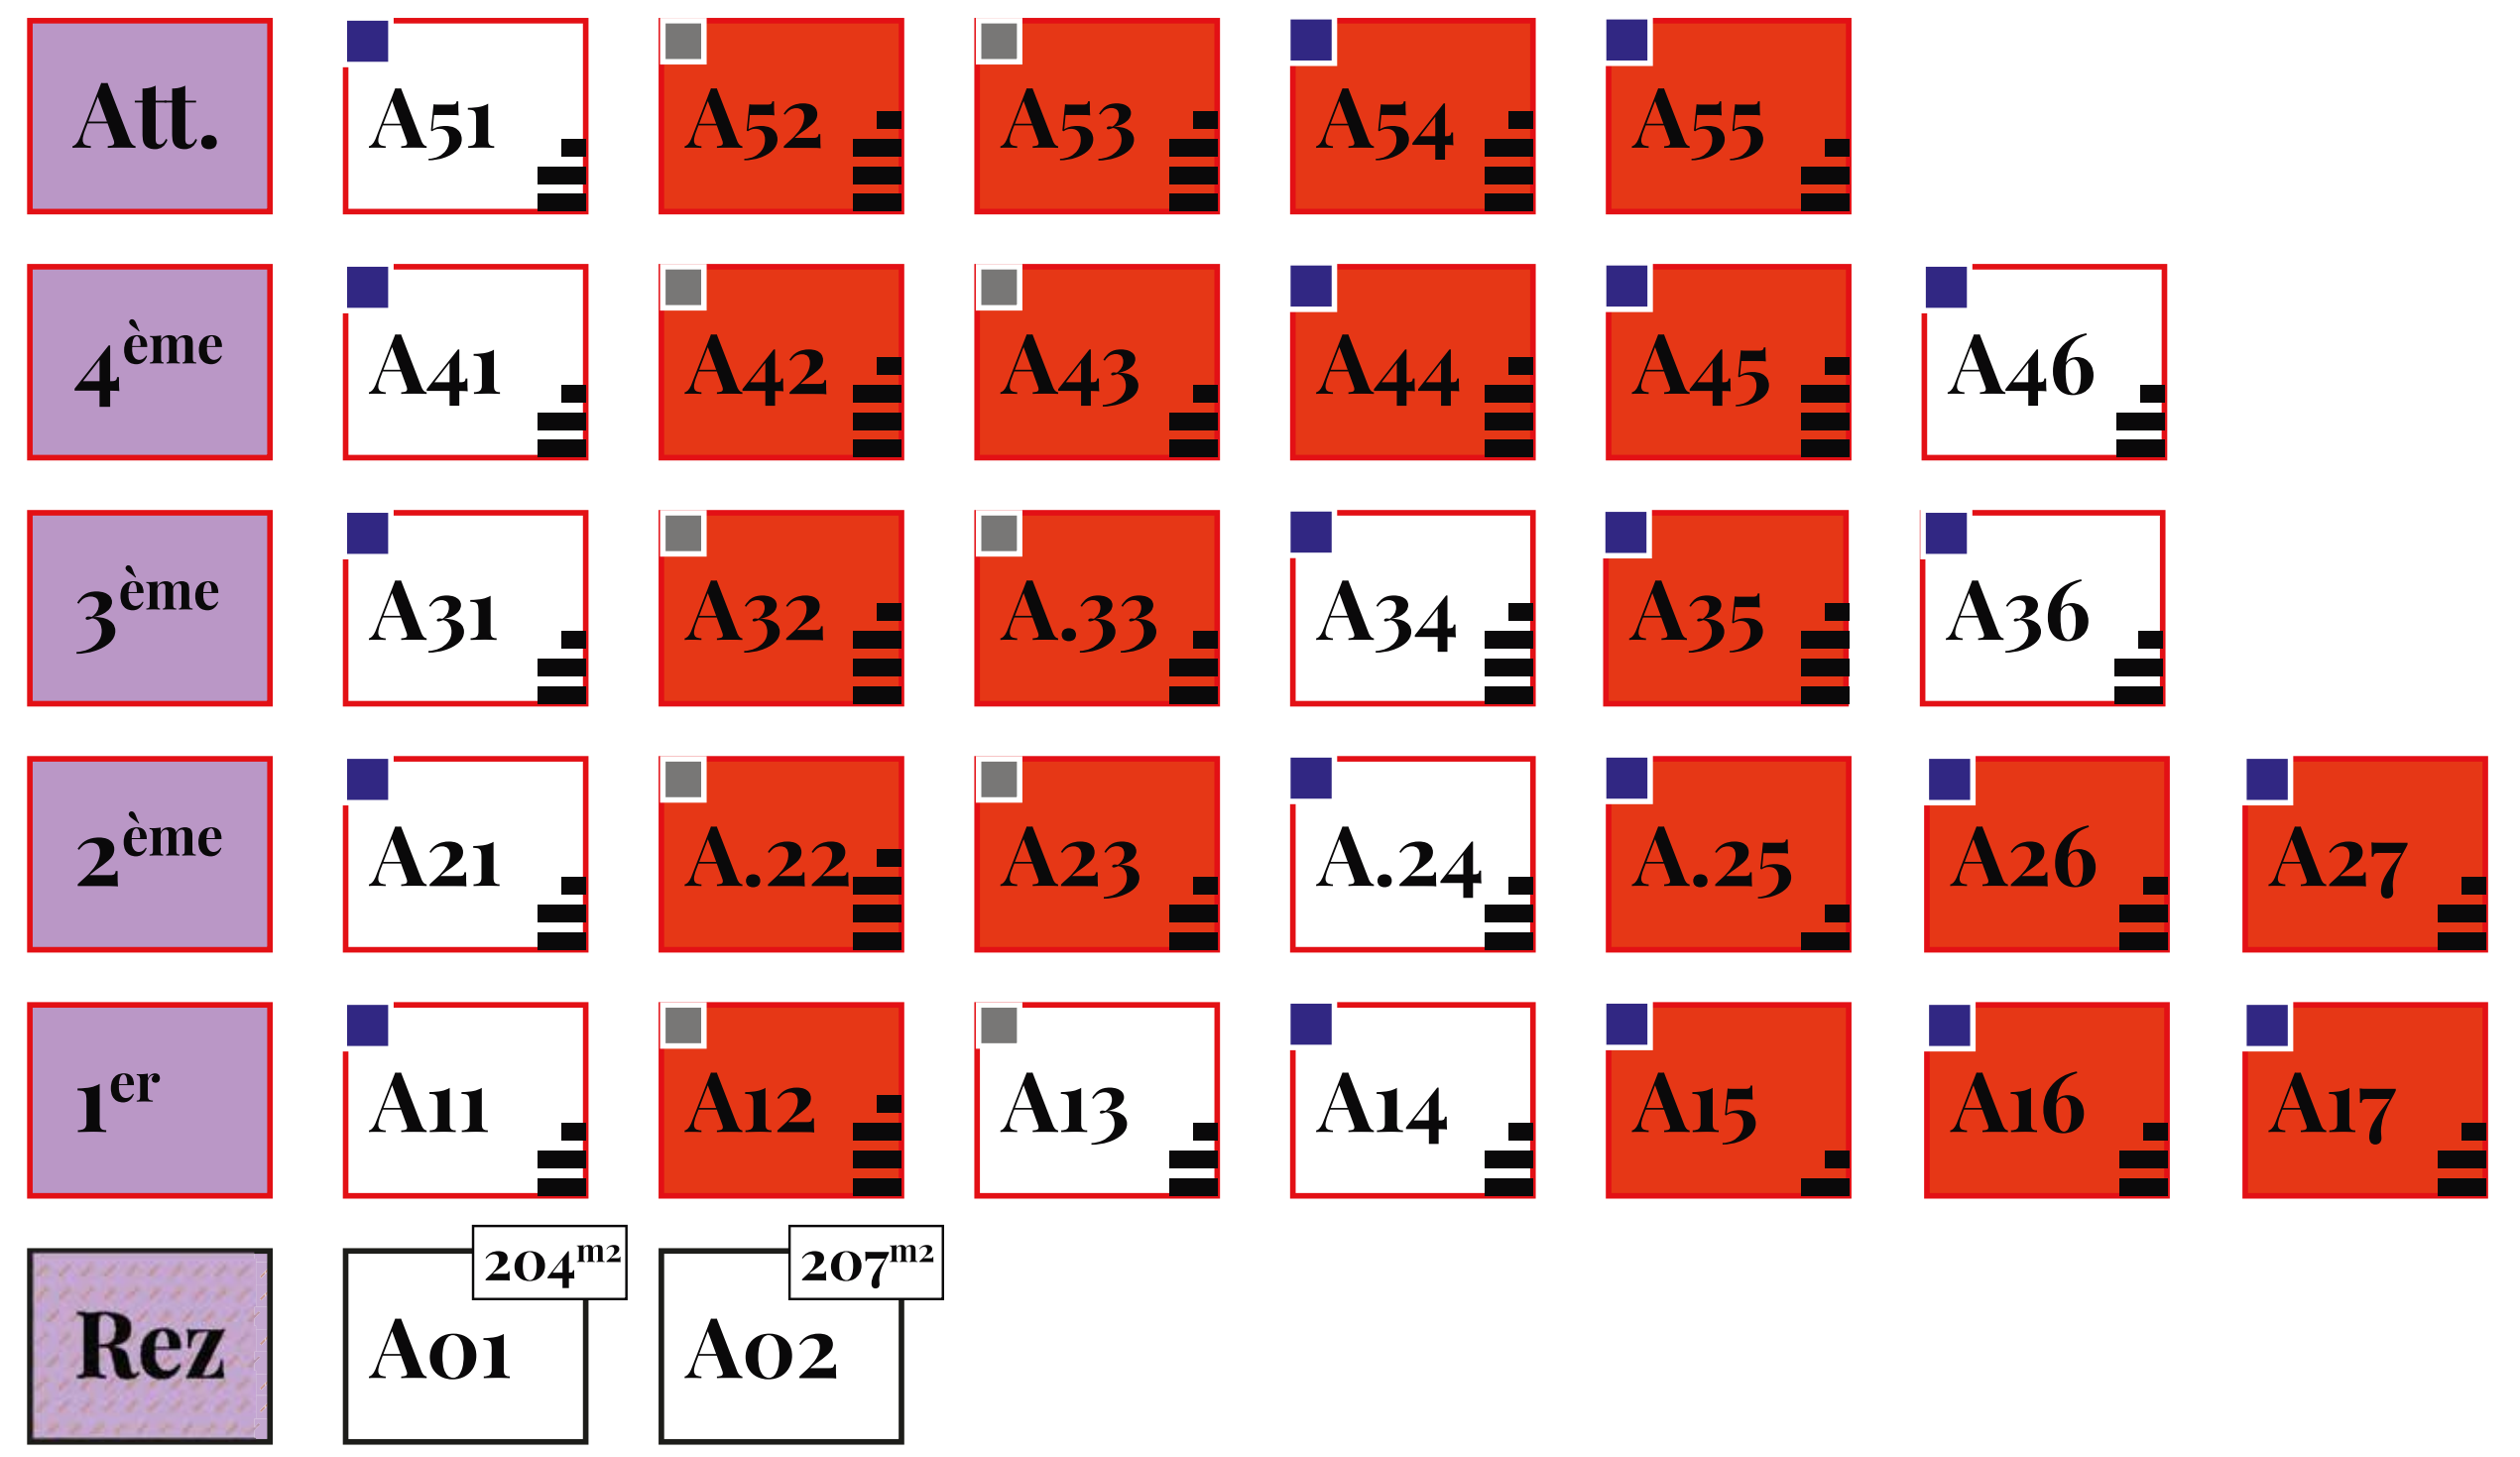 Att. A51 A52 A53 A54 A55
4ème A41 A42 A43 A44 A45 A46
3ème A31 A32 A.33 A34 A35 A36
2ème A21 A.22 A23 A.24 A.25 A26 A27
1er A11 A12 A13 A14 A15 A16 A17
204m2 207m2
Rez A01 A02